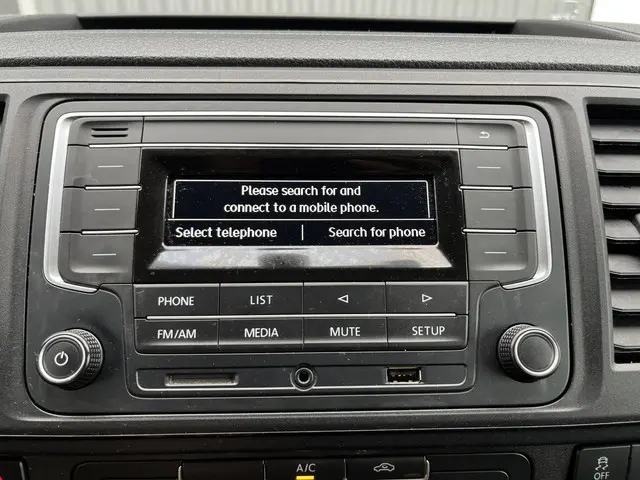 Please search for and
connect to a mobile phone.
Select telephone | Search for phone
PHONE LIST
FM/AM MEDIA MUTE SETUP
A/C
OFF